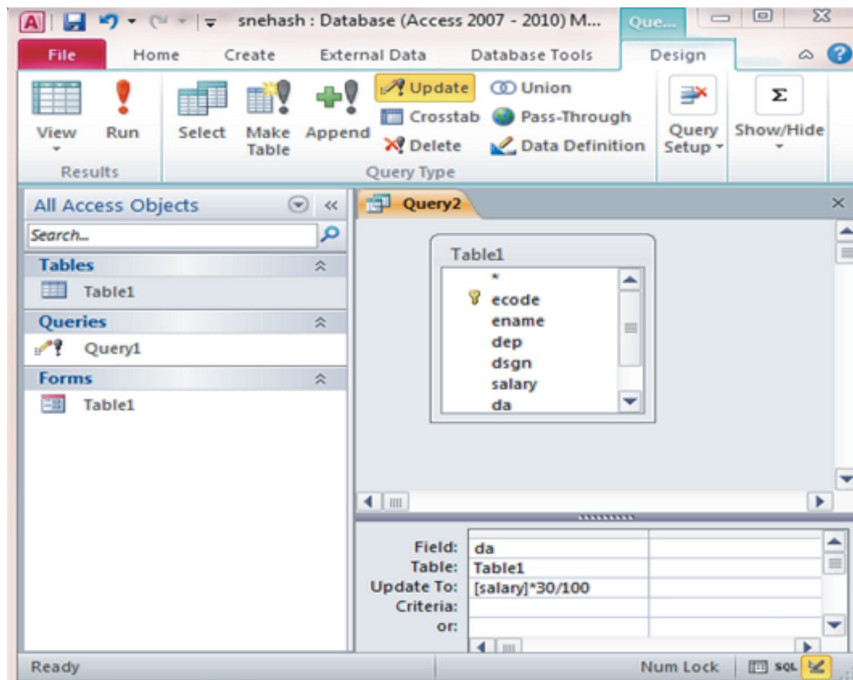 A snehash : Database (Access 2007 - 2010) M... Que...
File Home Create External Data Database Tools Design
View Run Select Make Table Append Update Crosstab Delete Union Pass-Through Data Definition Query Setup Show/Hide
Results Query Type
All Access Objects
Search...
Tables
Table1
Queries
Query1
Forms
Table1
Query2
Table1
*
ecode
ename
dep
dsgn
salary
da
Field: da
Table: Table1
Update To: [salary]*30/100
Criteria:
or:
Ready Num Lock SQL